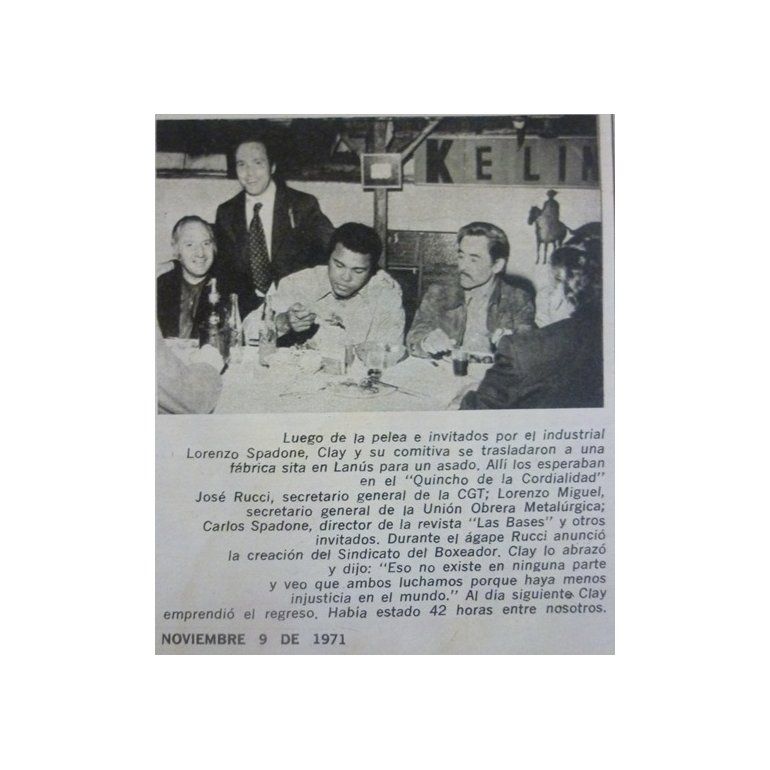 KELIN
Luego de la pelea e invitados por el industrial
Lorenzo Spadone, Clay y su comitiva se trasladaron a una
fábrica sita en Lanús para un asado. Allí los esperaban
en el "Quincho de la Cordialidad"
José Rucci, secretario general de la CGT; Lorenzo Miguel,
secretario general de la Unión Obrera Metalúrgica;
Carlos Spadone, director de la revista "Las Bases" y otros
invitados. Durante el ágape Rucci anunció
la creación del Sindicato del Boxeador. Clay lo abrazó
y dijo: "Eso no existe en ninguna parte
y veo que ambos luchamos porque haya menos
injusticia en el mundo." Al día siguiente Clay
emprendió el regreso. Había estado 42 horas entre nosotros.
NOVIEMBRE 9 DE 1971